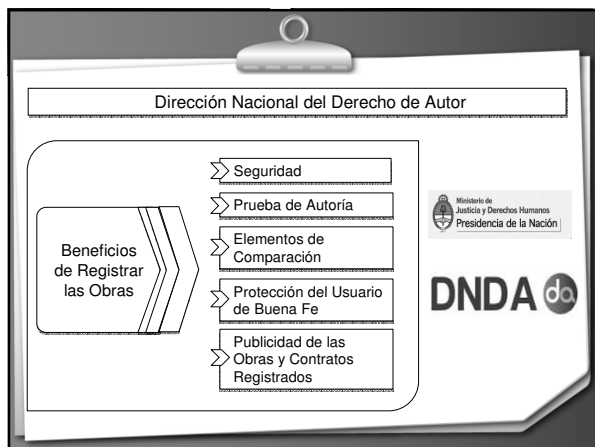 Dirección Nacional del Derecho de Autor
Beneficios
de Registrar
las Obras
Seguridad
Prueba de Autoría
Elementos de
Comparación
Protección del Usuario
de Buena Fe
Publicidad de las
Obras y Contratos
Registrados
Ministerio de
Justicia y Derechos Humanos
Presidencia de la Nación
DNDA da